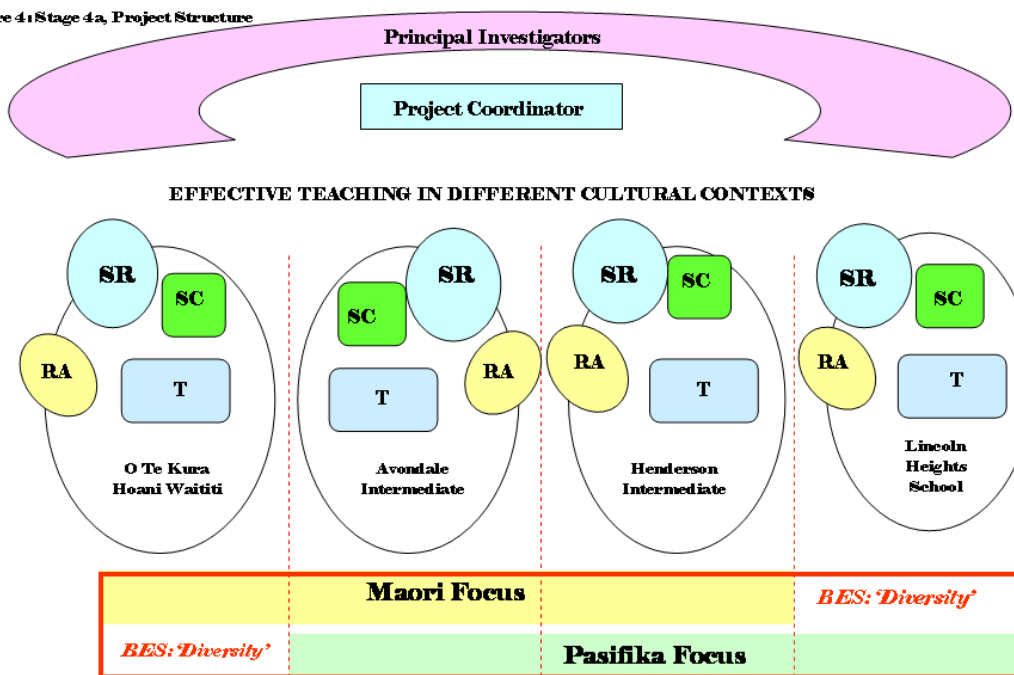 re 4: Stage 4a, Project Structure
Principal Investigators
Project Coordinator
EFFECTIVE TEACHING IN DIFFERENT CULTURAL CONTEXTS
SR
SC
RA
T
O Te Kura
Hoani Waititi
SR
SC
RA
T
Avondale
Intermediate
SR
SC
RA
T
Henderson
Intermediate
SR
SC
RA
T
Lincoln
Heights
School
Maori Focus
BES: 'Diversity'
BES: 'Diversity'
Pasifika Focus